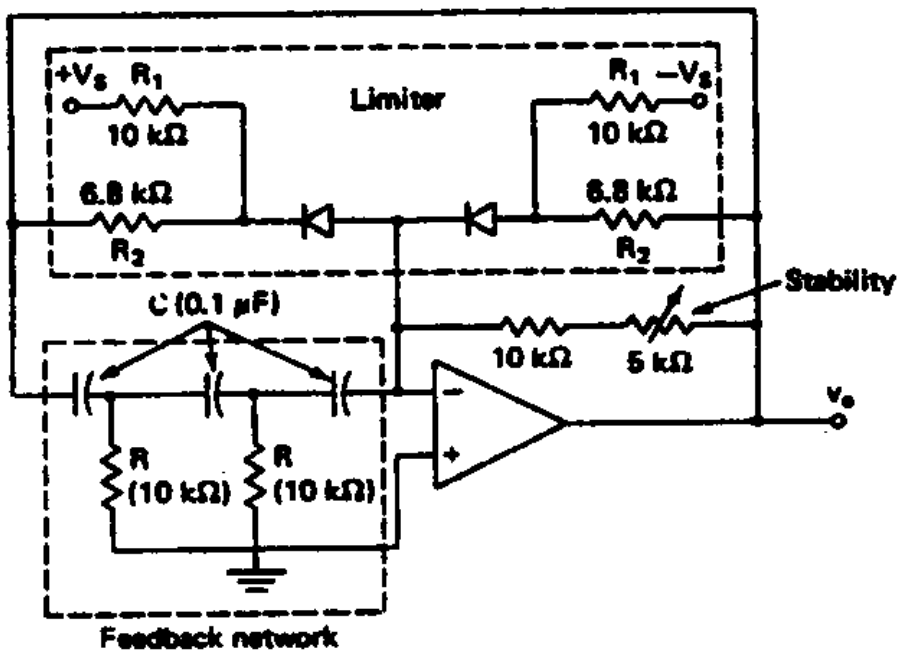 +Vs R1
10 kΩ
Limiter
R1 −Vs
10 kΩ
6.8 kΩ
R2
6.8 kΩ
R2
C (0.1 μF)
Stability
10 kΩ
5 kΩ
−
+
vo
R
(10 kΩ)
R
(10 kΩ)
Feedback network